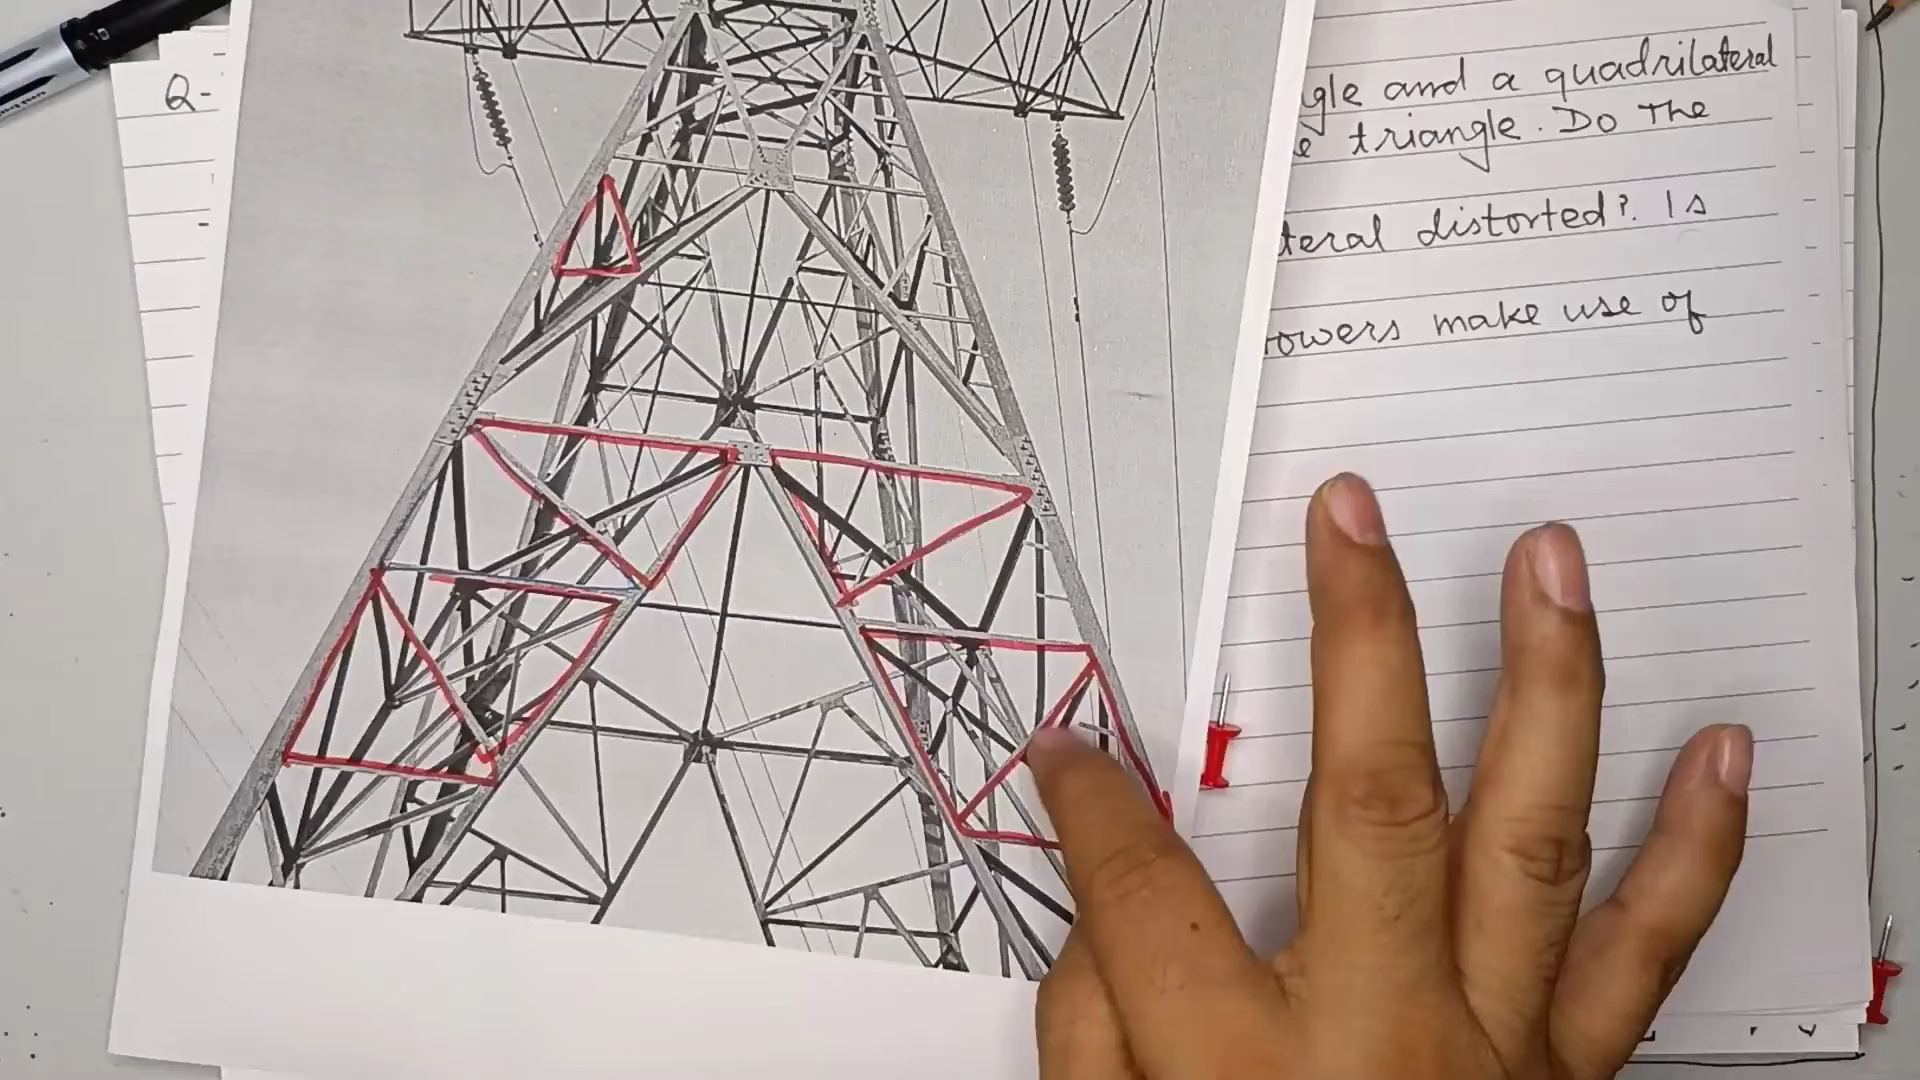 Q-
gle and a quadrilateral
e triangle. Do the
teral distorted?. Is
owers make use of